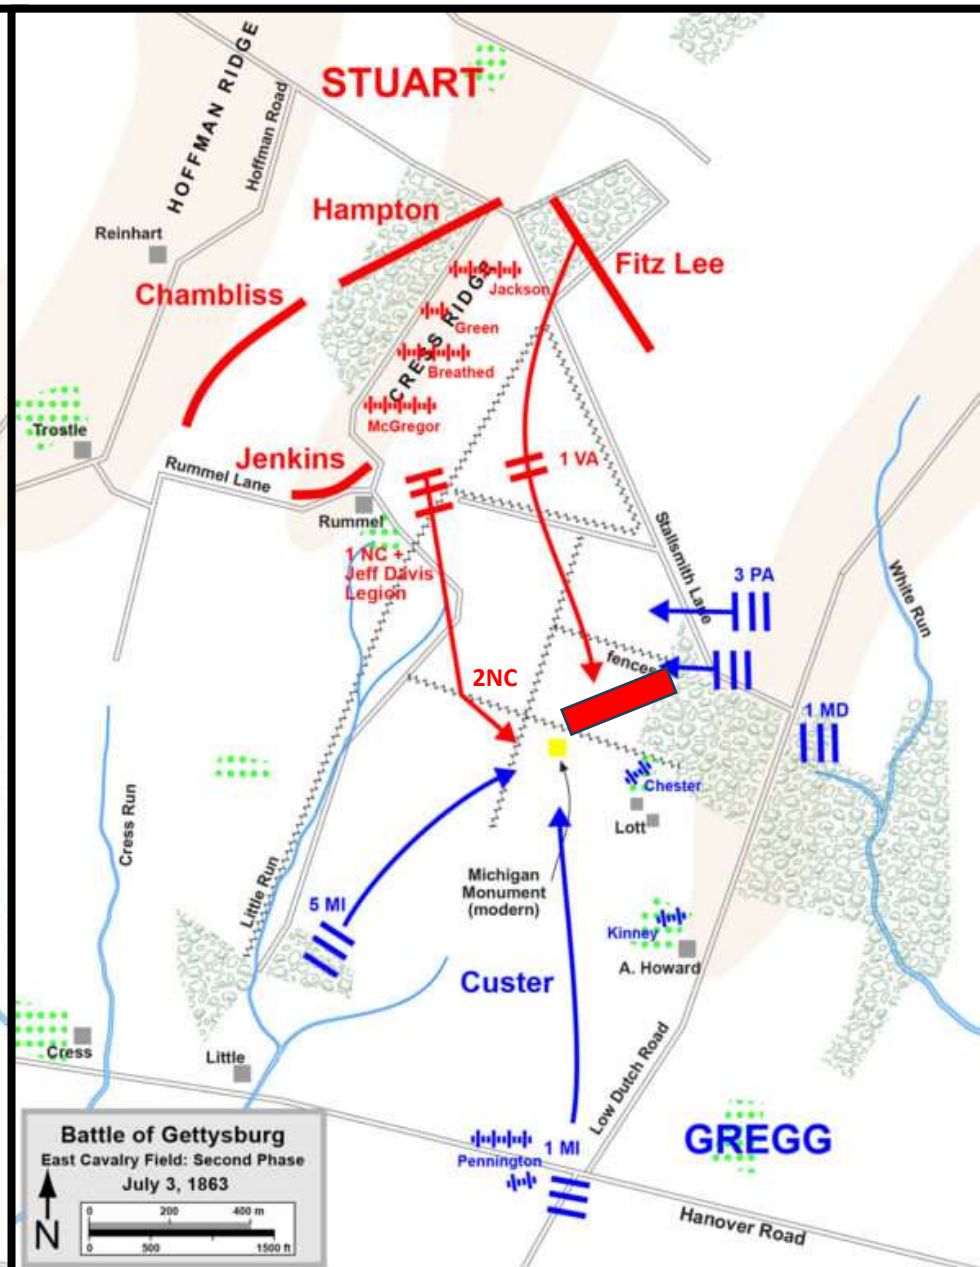 STUART
HOFFMAN RIDGE
Hoffman Road
Hampton
Reinhart
Fitz Lee
Chambliss
Jackson
Green
CRESS RIDGE
Breathed
McGregor
Trostle
Jenkins
1 VA
Rummel Lane
Rummel
Stallsmith Lane
1 NC +
Jeff Davis
Legion
3 PA
White Run
fences
2NC
1 MD
Chester
Lott
Cress Run
Michigan
Monument
(modern)
Little Run
5 MI
Kinney
A. Howard
Custer
Cress
Little
Low Dutch Road
GREGG
1 MI
Pennington
Hanover Road
Battle of Gettysburg
East Cavalry Field: Second Phase
July 3, 1863
0 200 400 m
0 500 1500 ft
N